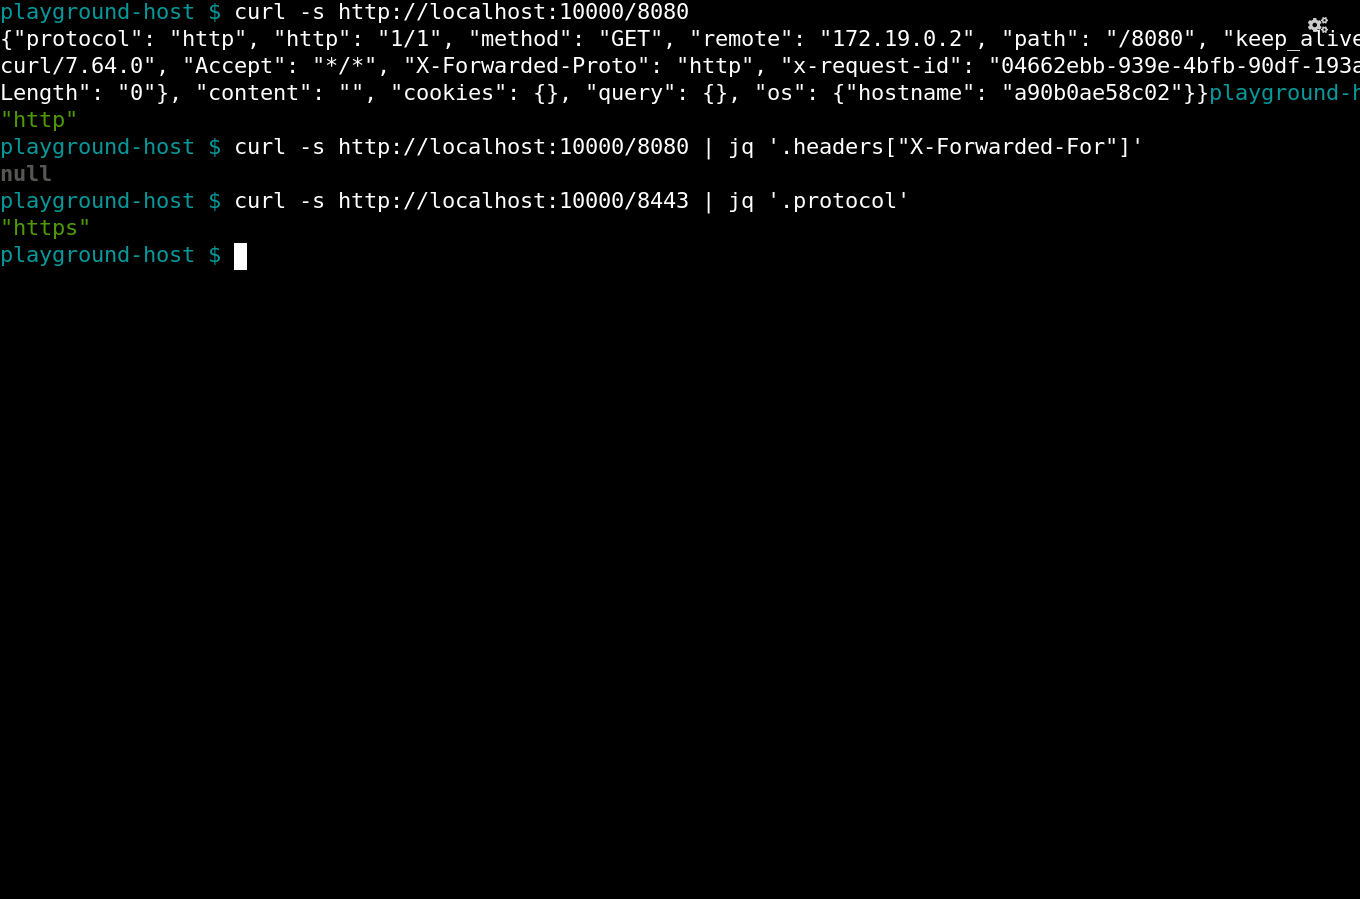 playground-host $ curl -s http://localhost:10000/8080
{"protocol": "http", "http": "1/1", "method": "GET", "remote": "172.19.0.2", "path": "/8080", "keep_alive
curl/7.64.0", "Accept": "*/*", "X-Forwarded-Proto": "http", "x-request-id": "04662ebb-939e-4bfb-90df-193a
Length": "0"}, "content": "", "cookies": {}, "query": {}, "os": {"hostname": "a90b0ae58c02"}}playground-h
"http"
playground-host $ curl -s http://localhost:10000/8080 | jq '.headers["X-Forwarded-For"]'
null
playground-host $ curl -s http://localhost:10000/8443 | jq '.protocol'
"https"
playground-host $